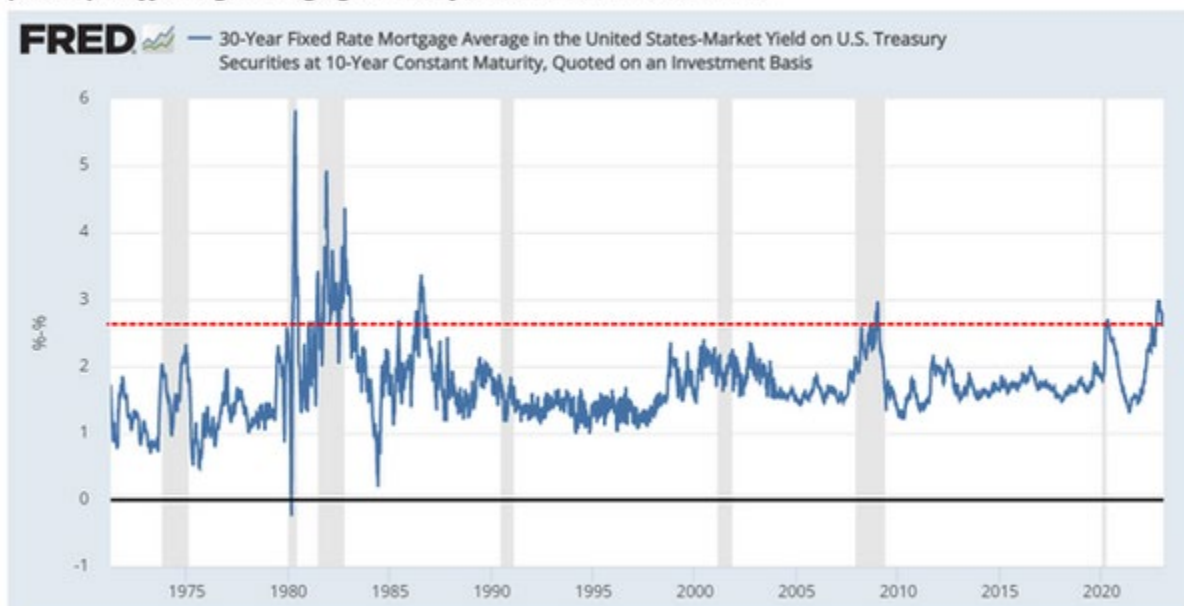 FRED
30-Year Fixed Rate Mortgage Average in the United States-Market Yield on U.S. Treasury
Securities at 10-Year Constant Maturity, Quoted on an Investment Basis
%-%
6
5
4
3
2
1
0
-1
1975 1980 1985 1990 1995 2000 2005 2010 2015 2020